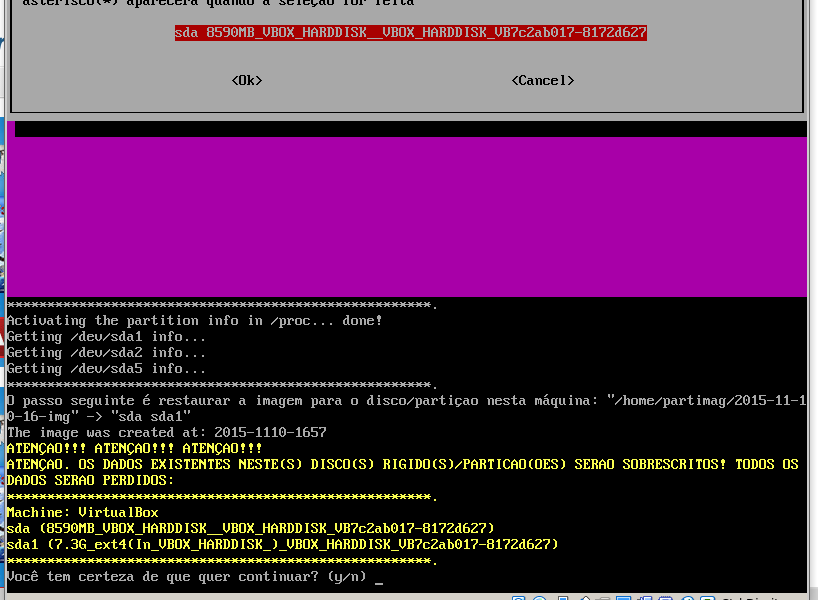 asterisco(*) aparecerá quando a seleção for feita
sda 8590MB_VBOX_HARDDISK__VBOX_HARDDISK_VB7c2ab017-8172d627
<Ok> <Cancel>
*****************************************************.
Activating the partition info in /proc... done!
Getting /dev/sda1 info...
Getting /dev/sda2 info...
Getting /dev/sda5 info...
*****************************************************.
O passo seguinte é restaurar a imagem para o disco/partiçao nesta máquina: "/home/partimag/2015-11-1
0-16-img" -> "sda sda1"
The image was created at: 2015-1110-1657
ATENÇAO!!! ATENÇAO!!! ATENÇAO!!!
ATENÇAO. OS DADOS EXISTENTES NESTE(S) DISCO(S) RIGIDO(S)/PARTICAO(OES) SERAO SOBRESCRITOS! TODOS OS
DADOS SERAO PERDIDOS:
*****************************************************.
Machine: VirtualBox
sda (8590MB_VBOX_HARDDISK__VBOX_HARDDISK_VB7c2ab017-8172d627)
sda1 (7.3G_ext4(In_VBOX_HARDDISK_)_VBOX_HARDDISK_VB7c2ab017-8172d627)
*****************************************************.
Você tem certeza de que quer continuar? (y/n) _